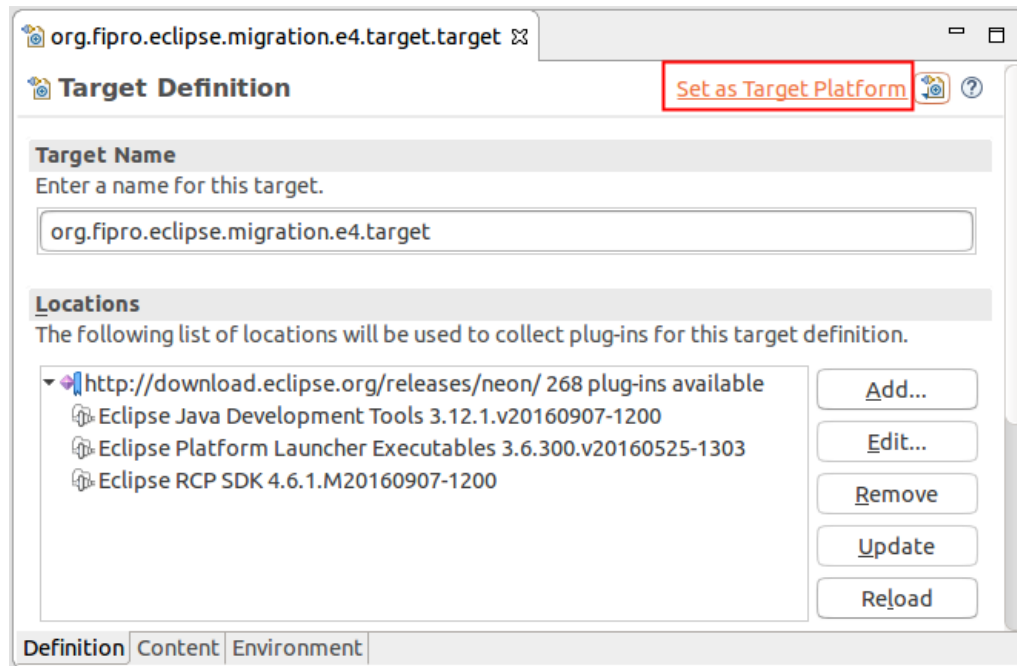 org.fipro.eclipse.migration.e4.target.target
Target Definition
Set as Target Platform
Target Name
Enter a name for this target.
org.fipro.eclipse.migration.e4.target
Locations
The following list of locations will be used to collect plug-ins for this target definition.
http://download.eclipse.org/releases/neon/ 268 plug-ins available
Eclipse Java Development Tools 3.12.1.v20160907-1200
Eclipse Platform Launcher Executables 3.6.300.v20160525-1303
Eclipse RCP SDK 4.6.1.M20160907-1200
Add...
Edit...
Remove
Update
Reload
Definition Content Environment